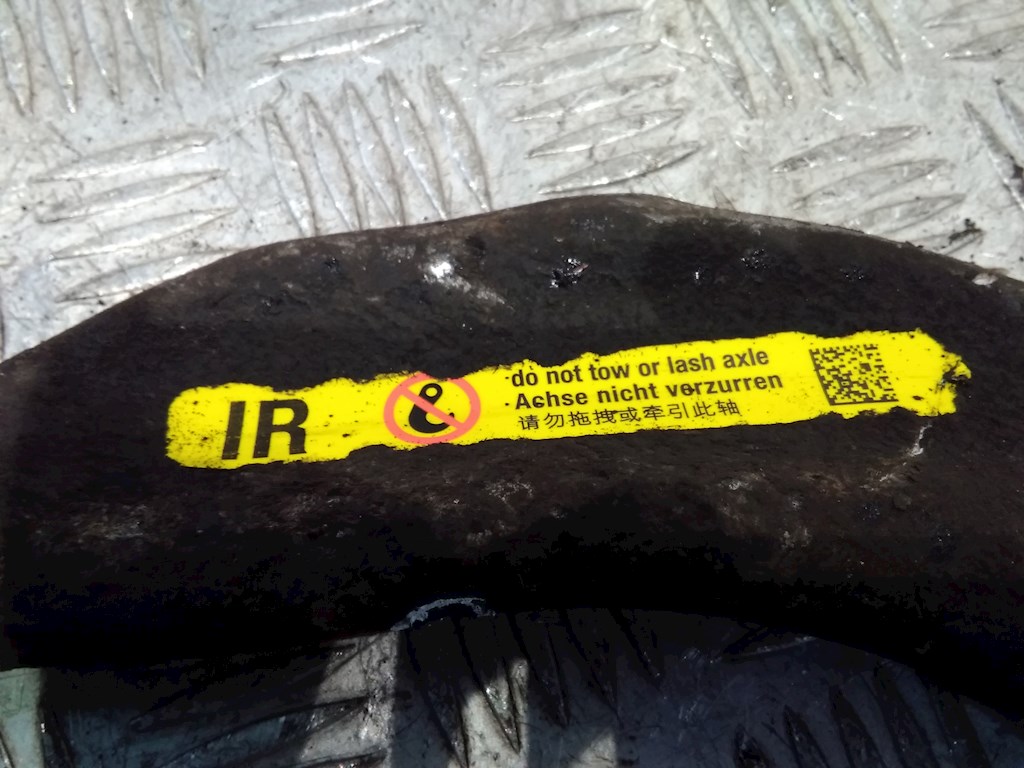 IR
do not tow or lash axle
Achse nicht verzurren
请勿拖拽或牵引此轴